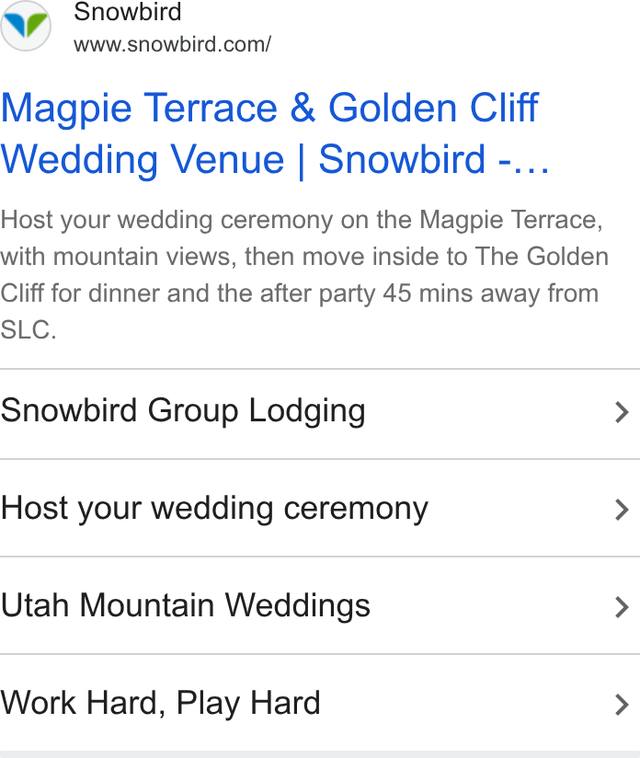 Snowbird
www.snowbird.com/
Magpie Terrace & Golden Cliff
Wedding Venue | Snowbird -...
Host your wedding ceremony on the Magpie Terrace,
with mountain views, then move inside to The Golden
Cliff for dinner and the after party 45 mins away from
SLC.
Snowbird Group Lodging
Host your wedding ceremony
Utah Mountain Weddings
Work Hard, Play Hard